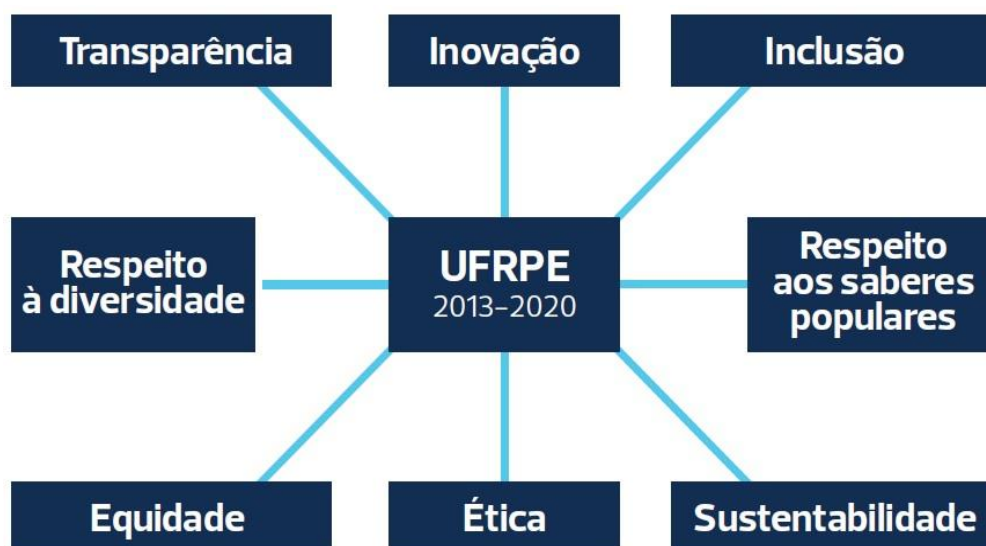 Transparência
Inovação
Inclusão
Respeito
à diversidade
UFRPE
2013-2020
Respeito
aos saberes
populares
Equidade
Ética
Sustentabilidade